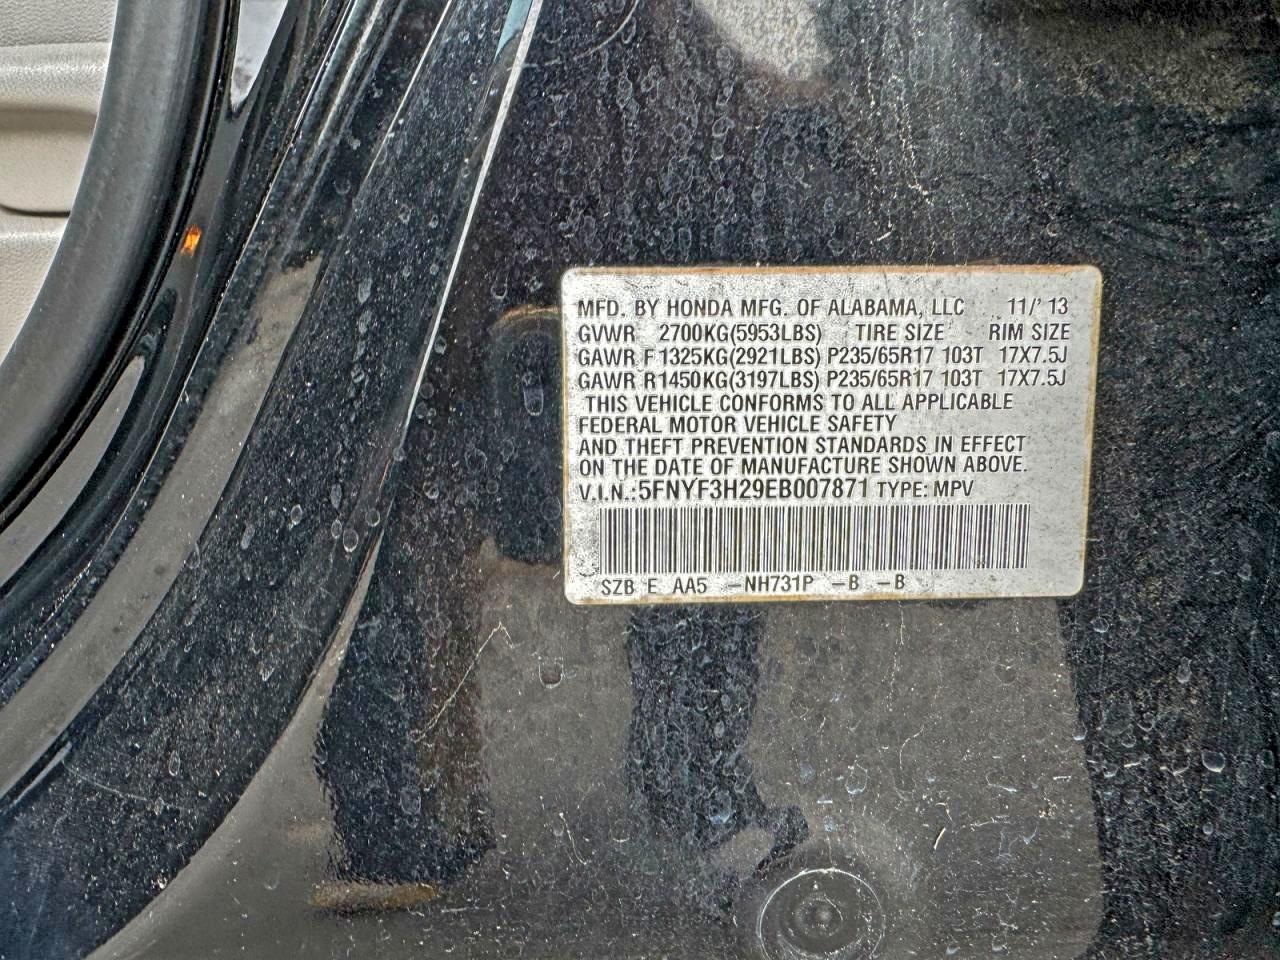 MFD. BY HONDA MFG. OF ALABAMA, LLC 11/' 13
GVWR 2700KG(5953LBS) TIRE SIZE RIM SIZE
GAWR F 1325KG(2921LBS) P235/65R17 103T 17X7.5J
GAWR R1450KG(3197LBS) P235/65R17 103T 17X7.5J
THIS VEHICLE CONFORMS TO ALL APPLICABLE
FEDERAL MOTOR VEHICLE SAFETY
AND THEFT PREVENTION STANDARDS IN EFFECT
ON THE DATE OF MANUFACTURE SHOWN ABOVE.
V.I.N.:5FNYF3H29EB007871 TYPE: MPV
SZB E AA5 -NH731P -B -B